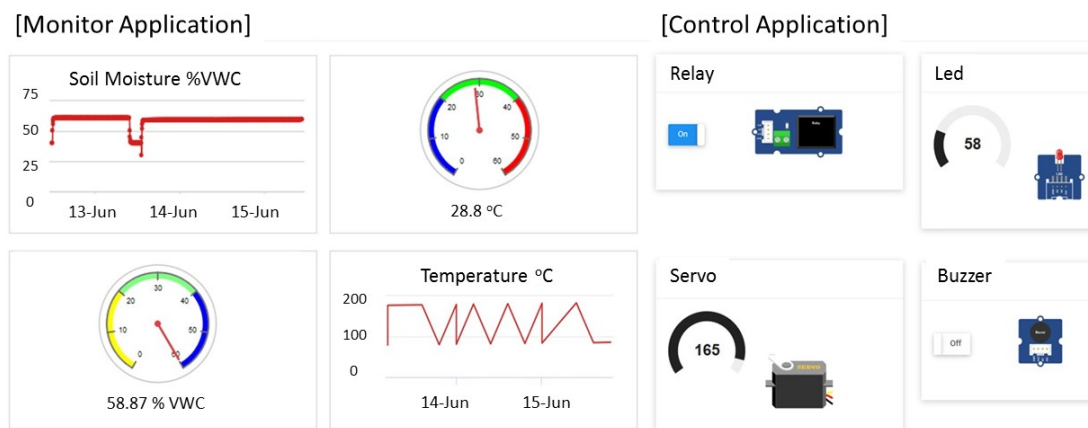 [Monitor Application]
[Control Application]
Soil Moisture %VWC
75
50
25
0
13-Jun 14-Jun 15-Jun
0 10 20 30 40 50 60
28.8 °C
0 10 20 30 40 50 60
58.87 % VWC
Temperature °C
200
100
0
14-Jun 15-Jun
Relay
On
Relay
Led
58
Servo
165
SERVO
Buzzer
Off
Buzzer